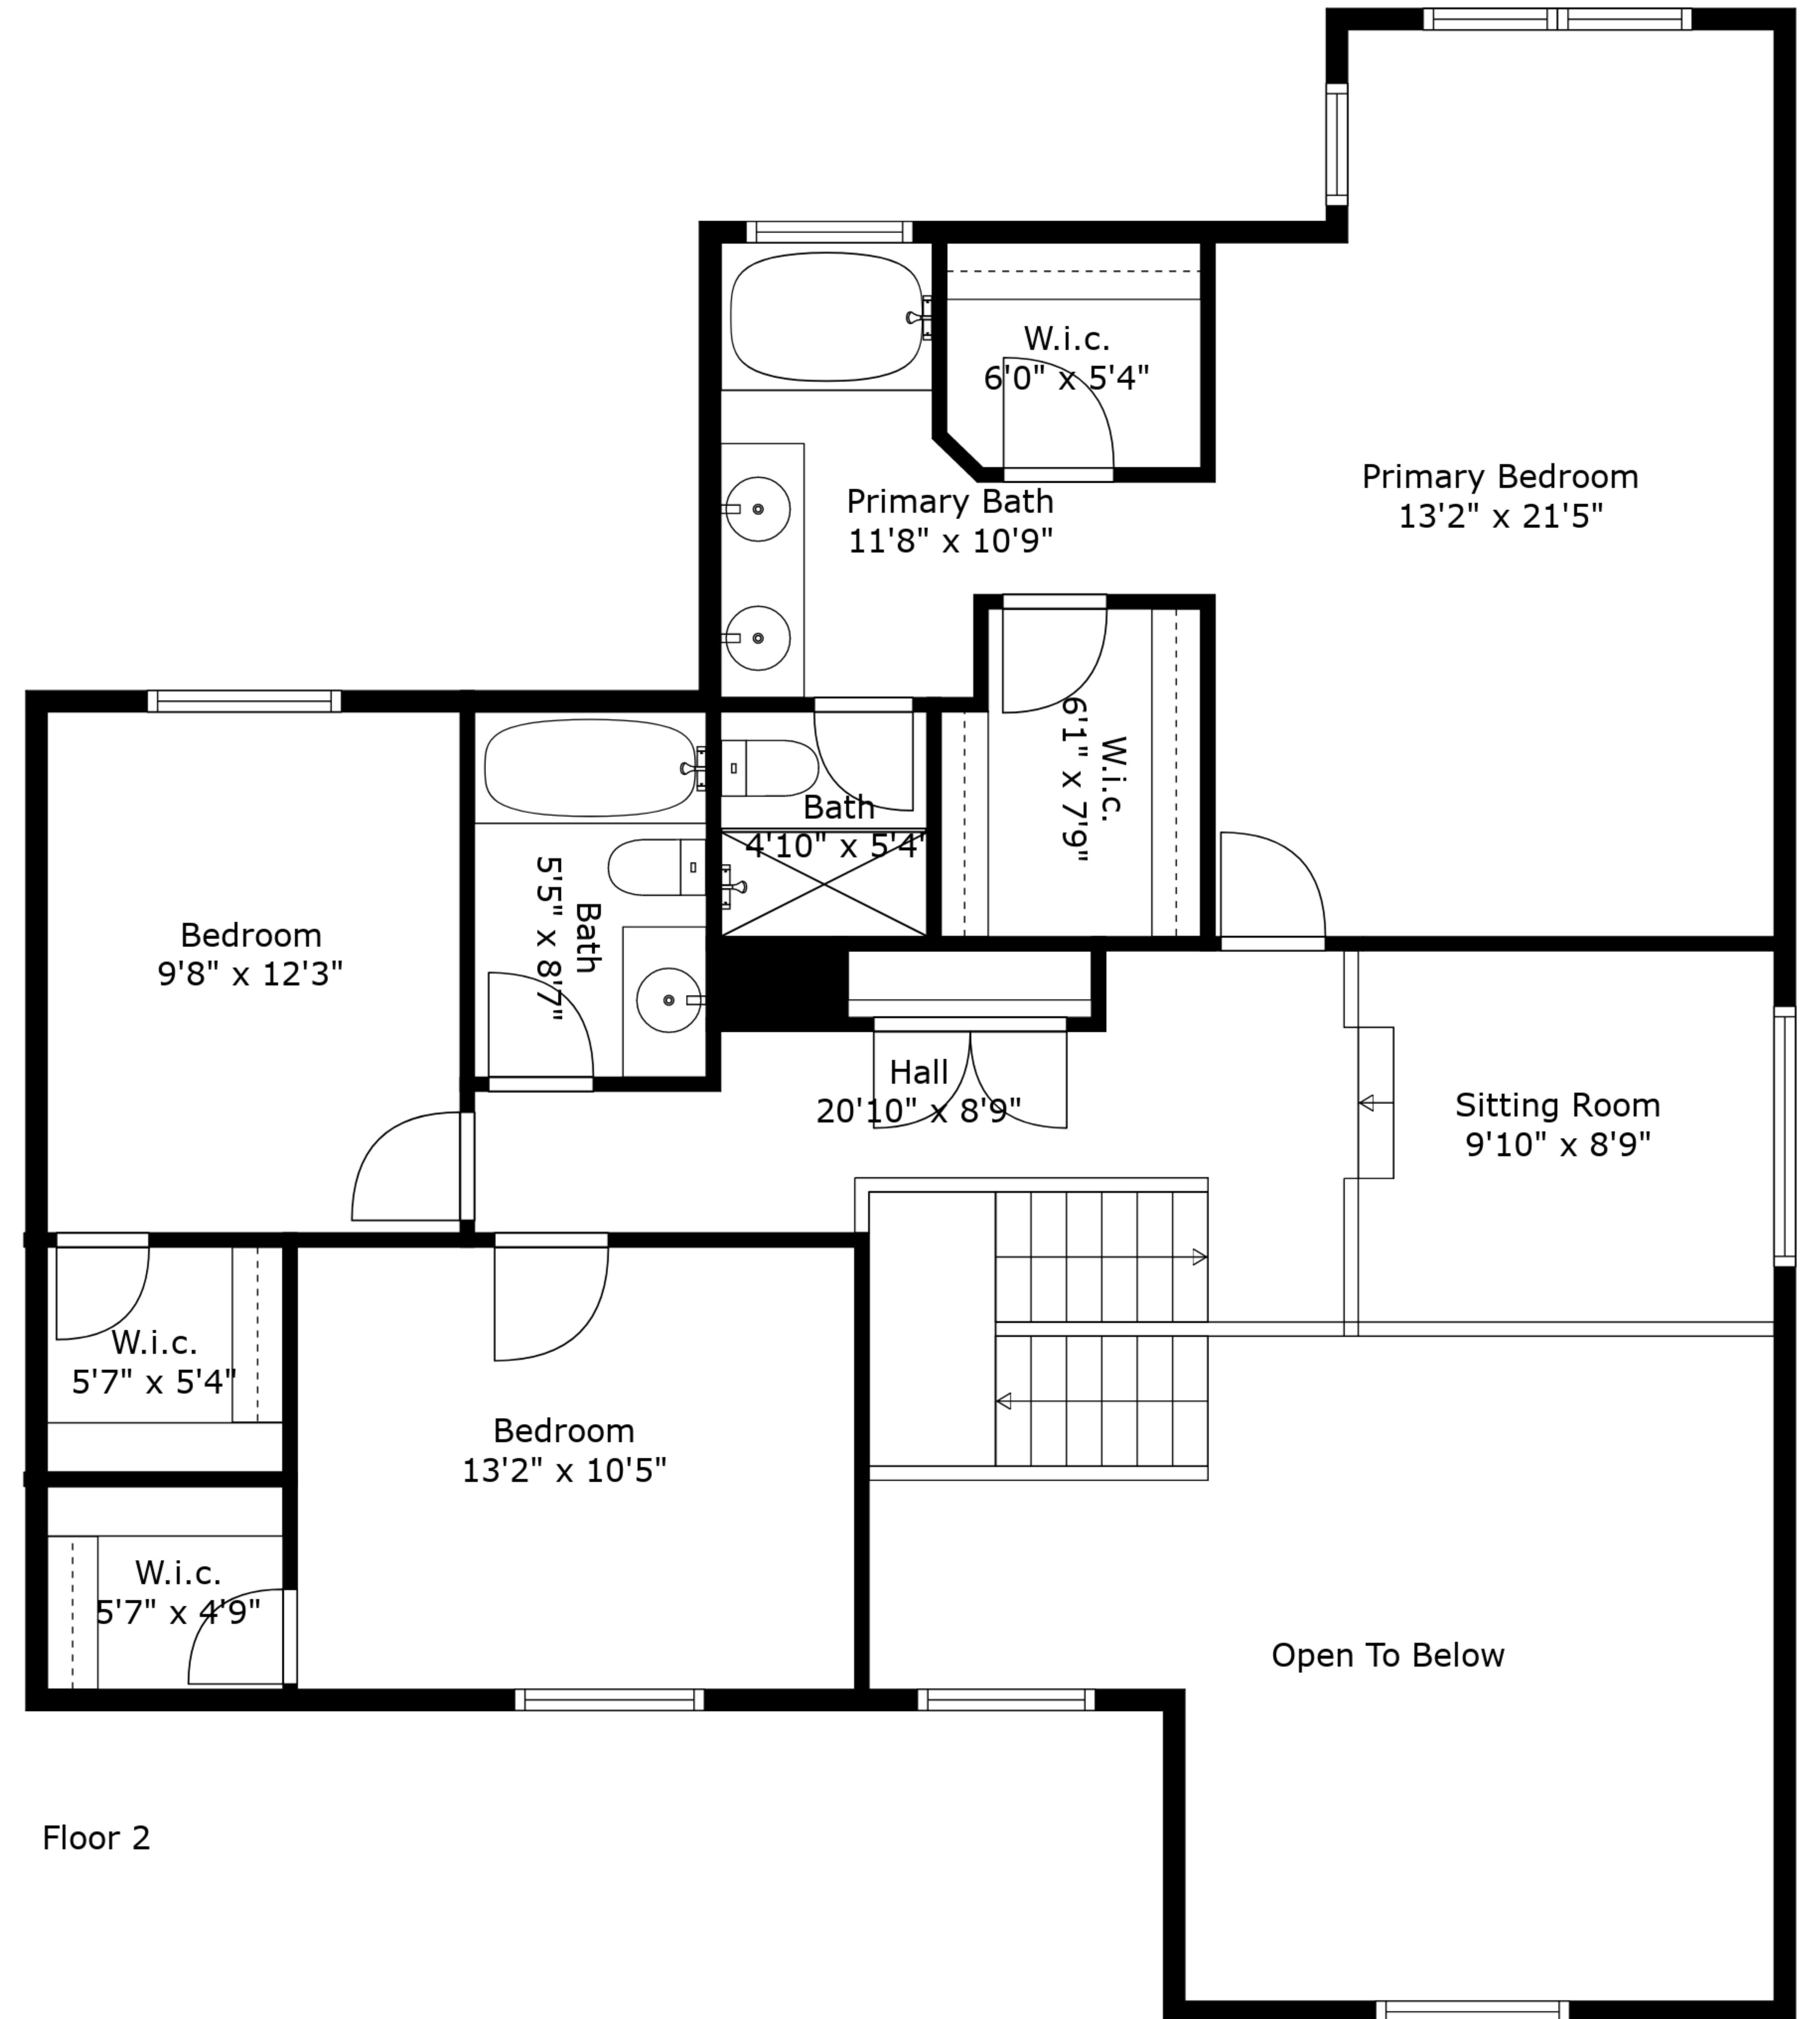 W.i.c.
6'0" x 5'4"
Primary Bedroom
13'2" x 21'5"
Primary Bath
11'8" x 10'9"
W.i.c.
6'1" x 7'9"
Bath
4'10" x 5'4"
Bath
5'5" x 8'7"
Bedroom
9'8" x 12'3"
Hall
20'10" x 8'9"
Sitting Room
9'10" x 8'9"
W.i.c.
5'7" x 5'4"
Bedroom
13'2" x 10'5"
W.i.c.
5'7" x 4'9"
Open To Below
Floor 2